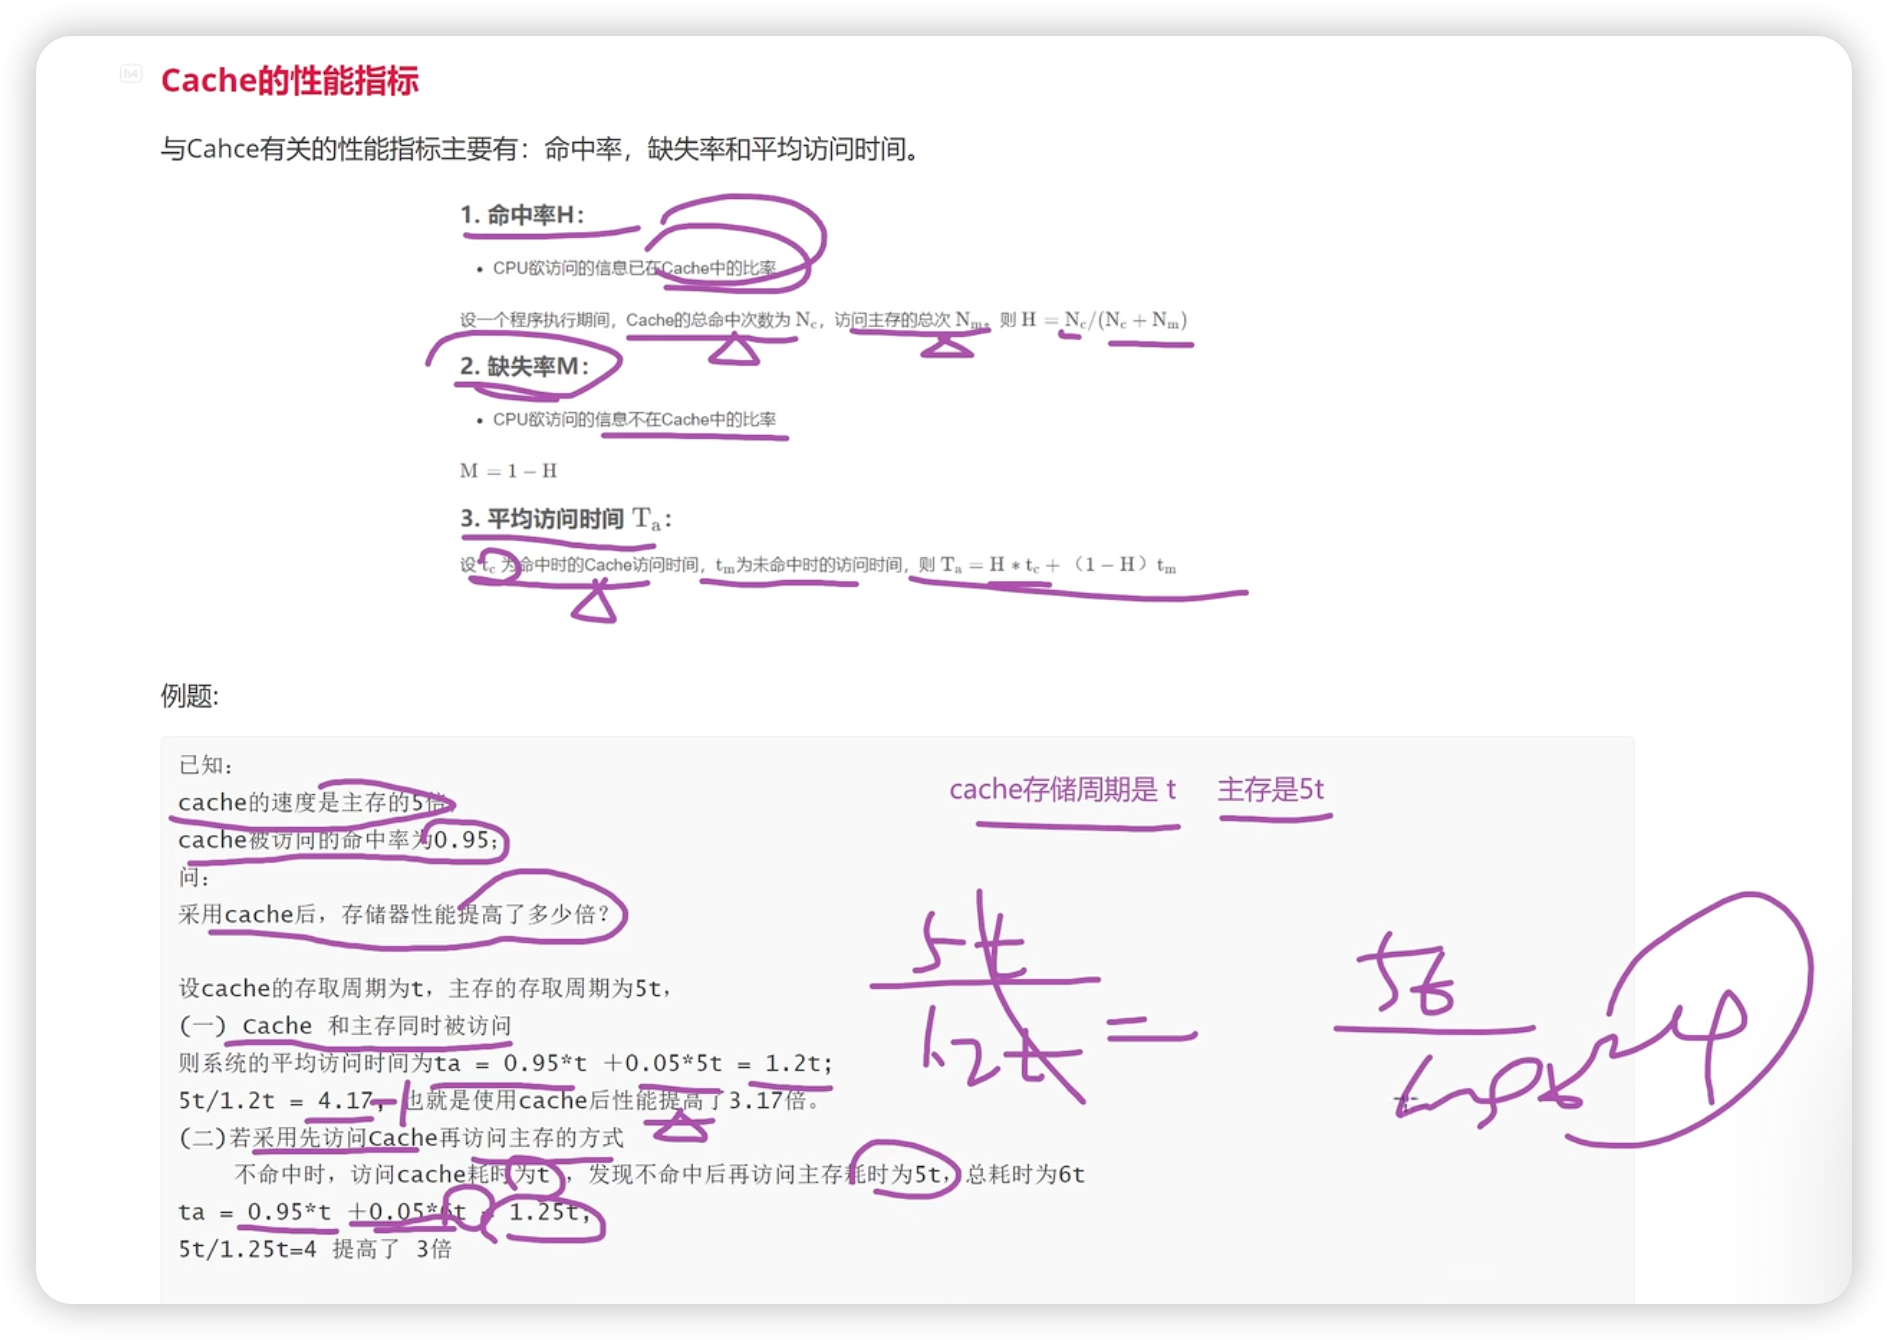 h4
Cache的性能指标
与Cahce有关的性能指标主要有：命中率，缺失率和平均访问时间。
1. 命中率H：
• CPU欲访问的信息已在Cache中的比率
设一个程序执行期间，Cache的总命中次数为 Nc，访问主存的总次 Nm。则 H = Nc/(Nc + Nm)
2. 缺失率M：
• CPU欲访问的信息不在Cache中的比率
M = 1 − H
3. 平均访问时间 Ta：
设 tc 为命中时的Cache访问时间，tm为未命中时的访问时间，则 Ta = H ∗ tc + （1 − H）tm
例题:
已知：
cache的速度是主存的5倍
cache被访问的命中率为0.95；
问：
采用cache后，存储器性能提高了多少倍？
cache存储周期是 t 主存是5t
设cache的存取周期为t，主存的存取周期为5t，
(一) Cache 和主存同时被访问
则系统的平均访问时间为ta = 0.95*t +0.05*5t = 1.2t；
5t/1.2t = 4.17，也就是使用cache后性能提高了3.17倍。
(二)若采用先访问Cache再访问主存的方式
不命中时，访问cache耗时为t ，发现不命中后再访问主存耗时为5t，总耗时为6t
ta = 0.95*t +0.05*6t = 1.25t；
5t/1.25t=4 提高了 3倍
5t
1.2t
=
5t